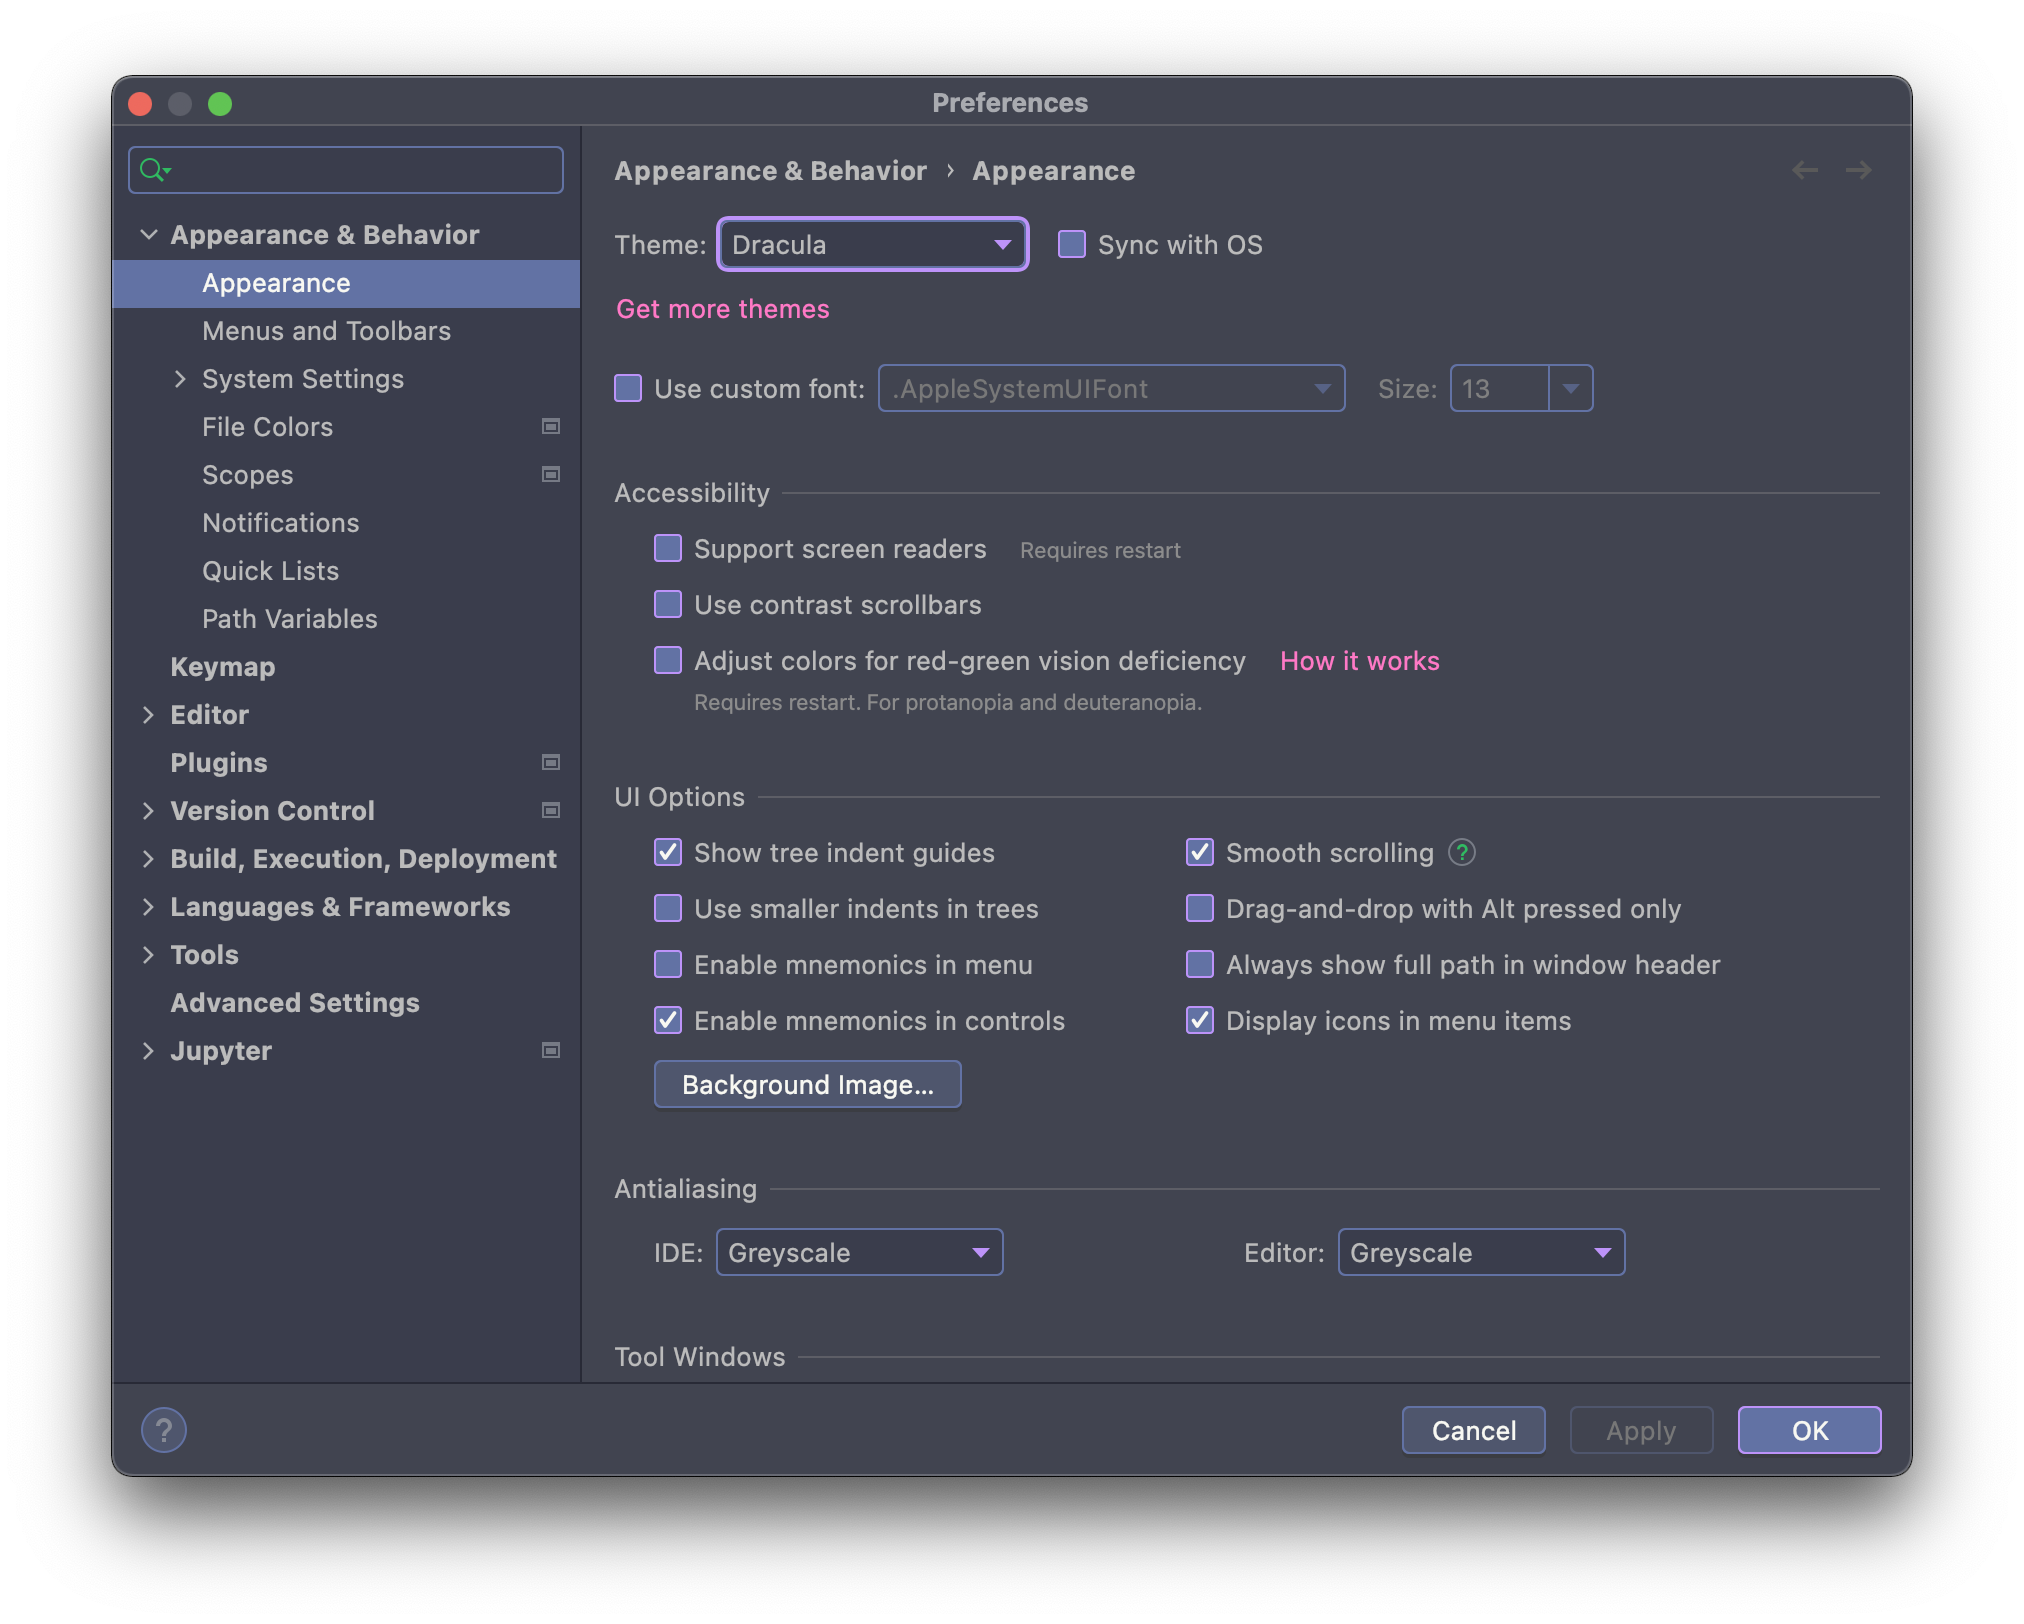 Preferences
Appearance & Behavior
Appearance
Menus and Toolbars
System Settings
File Colors
Scopes
Notifications
Quick Lists
Path Variables
Keymap
Editor
Plugins
Version Control
Build, Execution, Deployment
Languages & Frameworks
Tools
Advanced Settings
Jupyter
Appearance & Behavior › Appearance
Theme: Dracula Sync with OS
Get more themes
Use custom font: .AppleSystemUIFont Size: 13
Accessibility
Support screen readers Requires restart
Use contrast scrollbars
Adjust colors for red-green vision deficiency How it works
Requires restart. For protanopia and deuteranopia.
UI Options
Show tree indent guides Smooth scrolling ?
Use smaller indents in trees Drag-and-drop with Alt pressed only
Enable mnemonics in menu Always show full path in window header
Enable mnemonics in controls Display icons in menu items
Background Image...
Antialiasing
IDE: Greyscale Editor: Greyscale
Tool Windows
? Cancel Apply OK